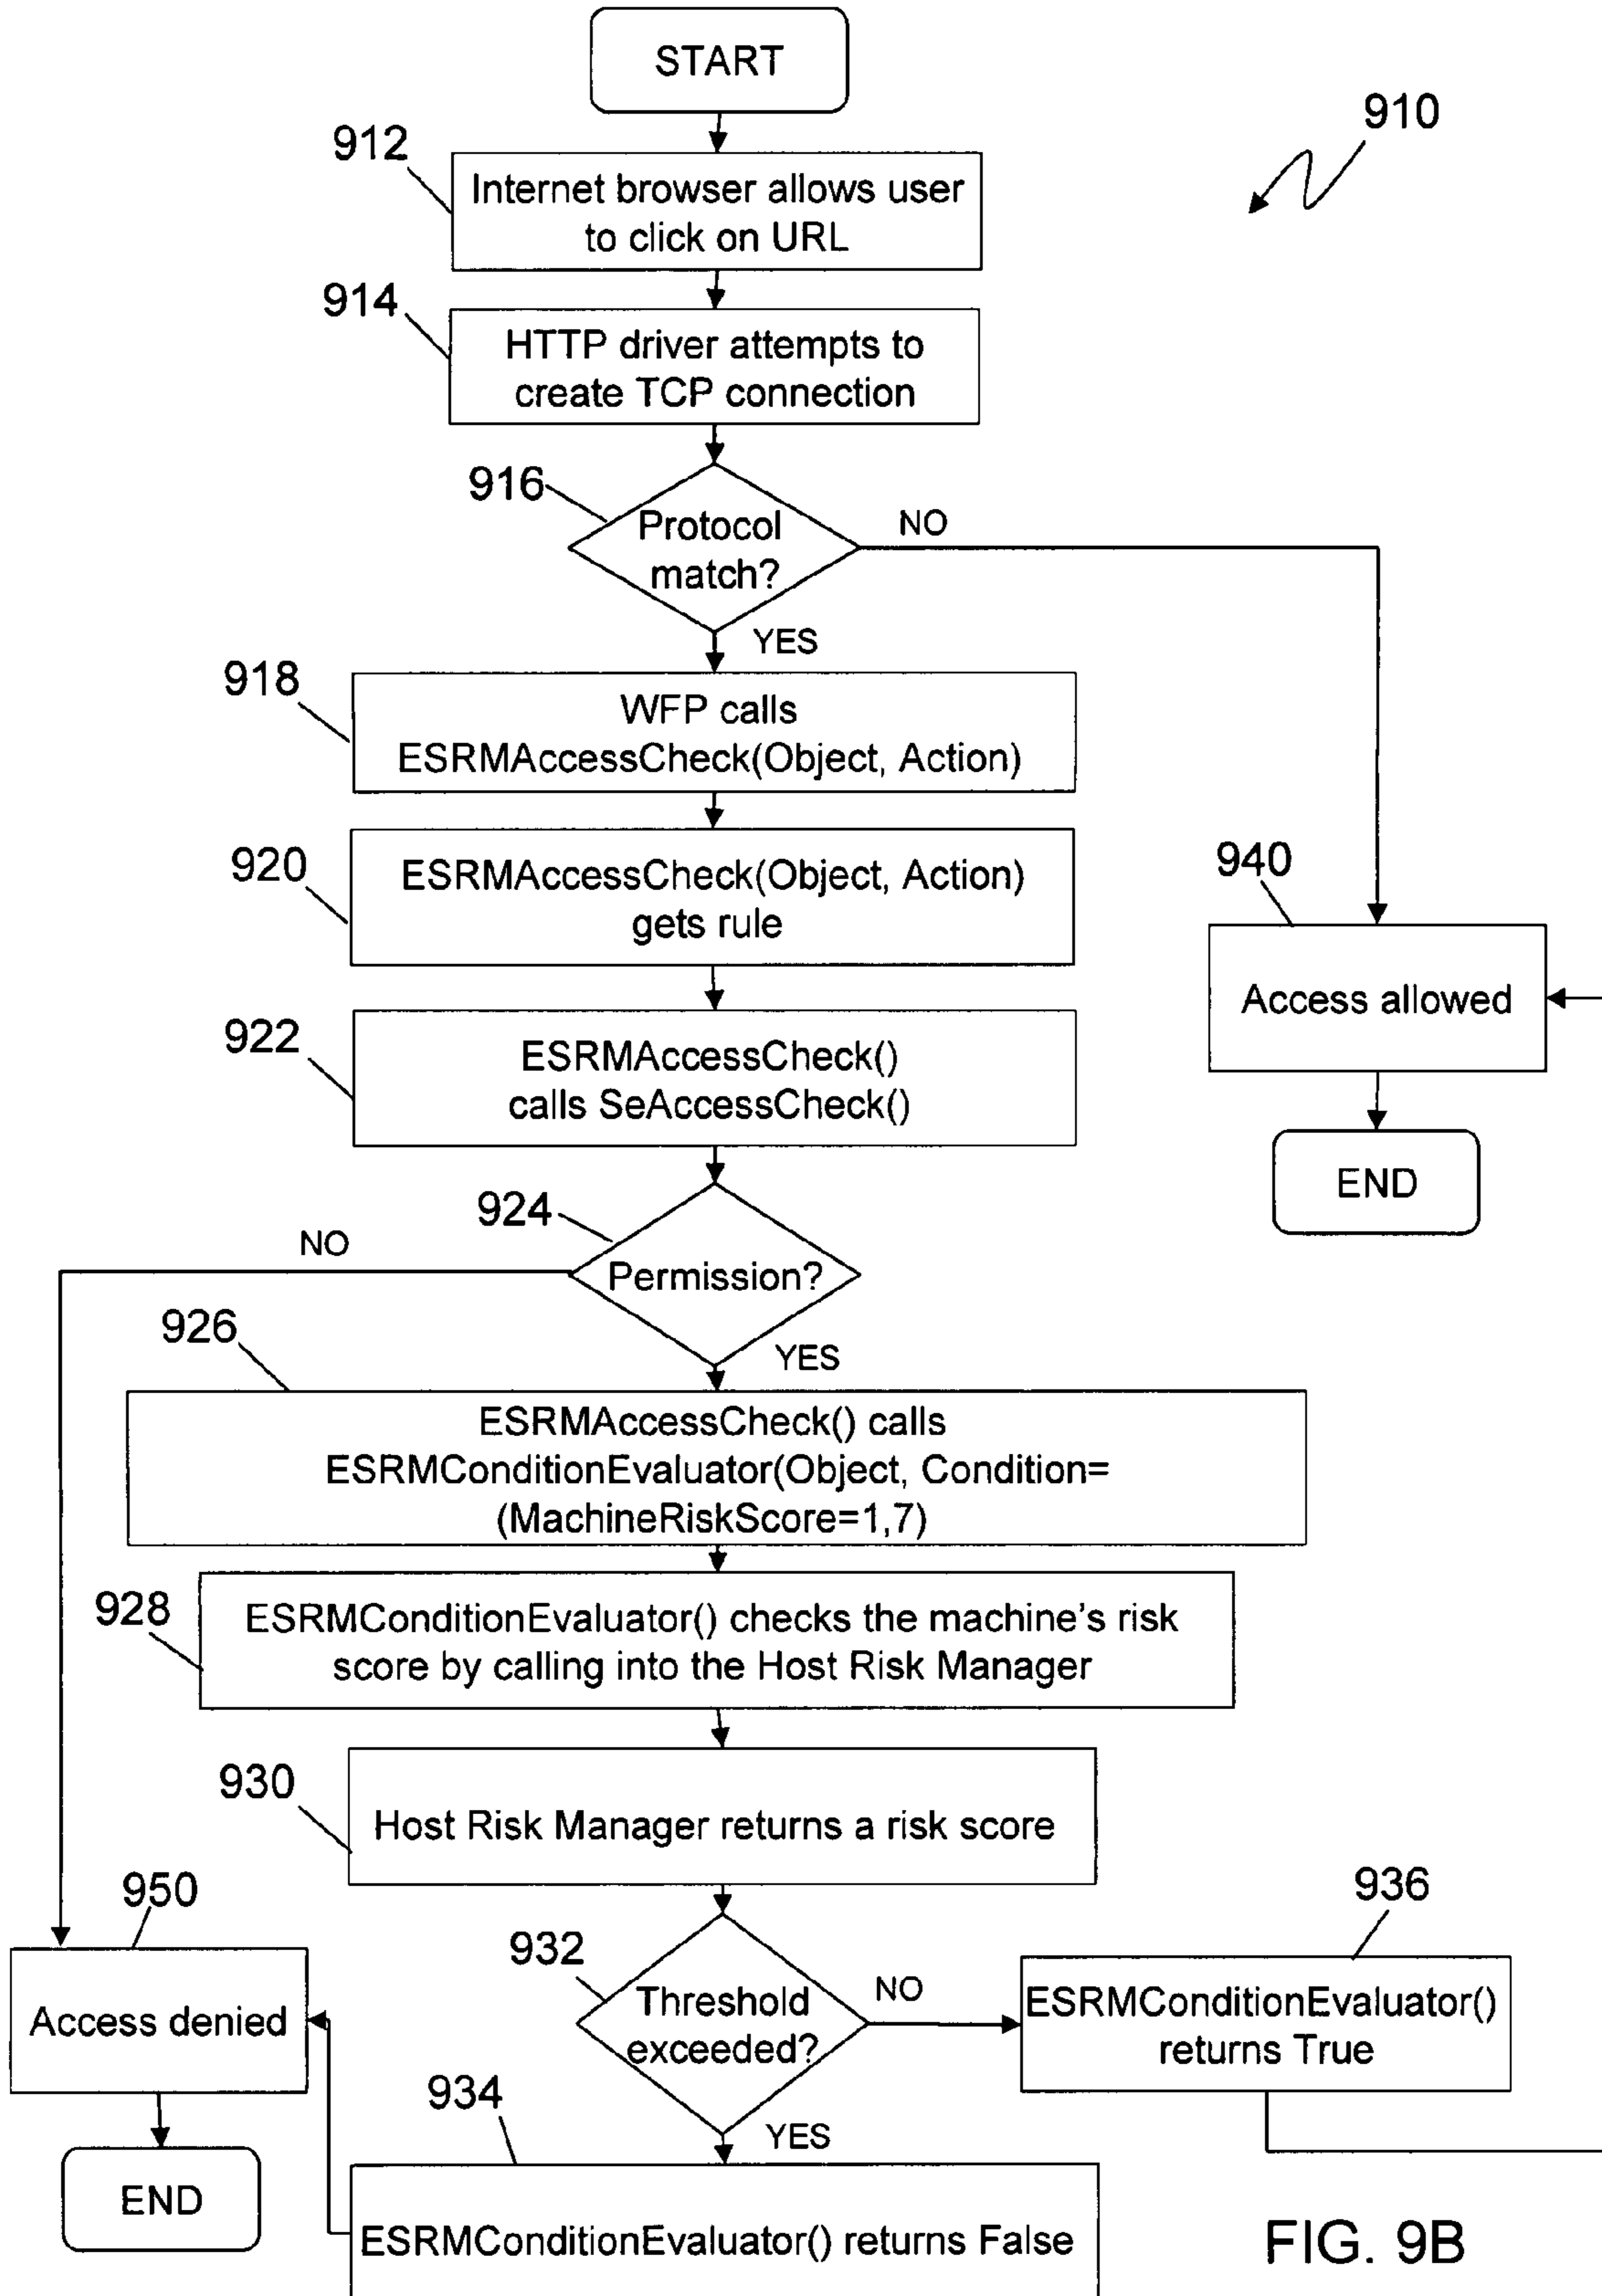 START
910
912
Internet browser allows user
to click on URL
914
HTTP driver attempts to
create TCP connection
916
Protocol
match?
NO
YES
918
WFP calls
ESRMAccessCheck(Object, Action)
920
ESRMAccessCheck(Object, Action)
gets rule
940
Access allowed
END
922
ESRMAccessCheck()
calls SeAccessCheck()
924
Permission?
NO
YES
926
ESRMAccessCheck() calls
ESRMConditionEvaluator(Object, Condition=
(MachineRiskScore=1,7)
928
ESRMConditionEvaluator() checks the machine's risk
score by calling into the Host Risk Manager
930
Host Risk Manager returns a risk score
932
Threshold
exceeded?
NO
YES
936
ESRMConditionEvaluator()
returns True
950
Access denied
END
934
ESRMConditionEvaluator() returns False
FIG. 9B